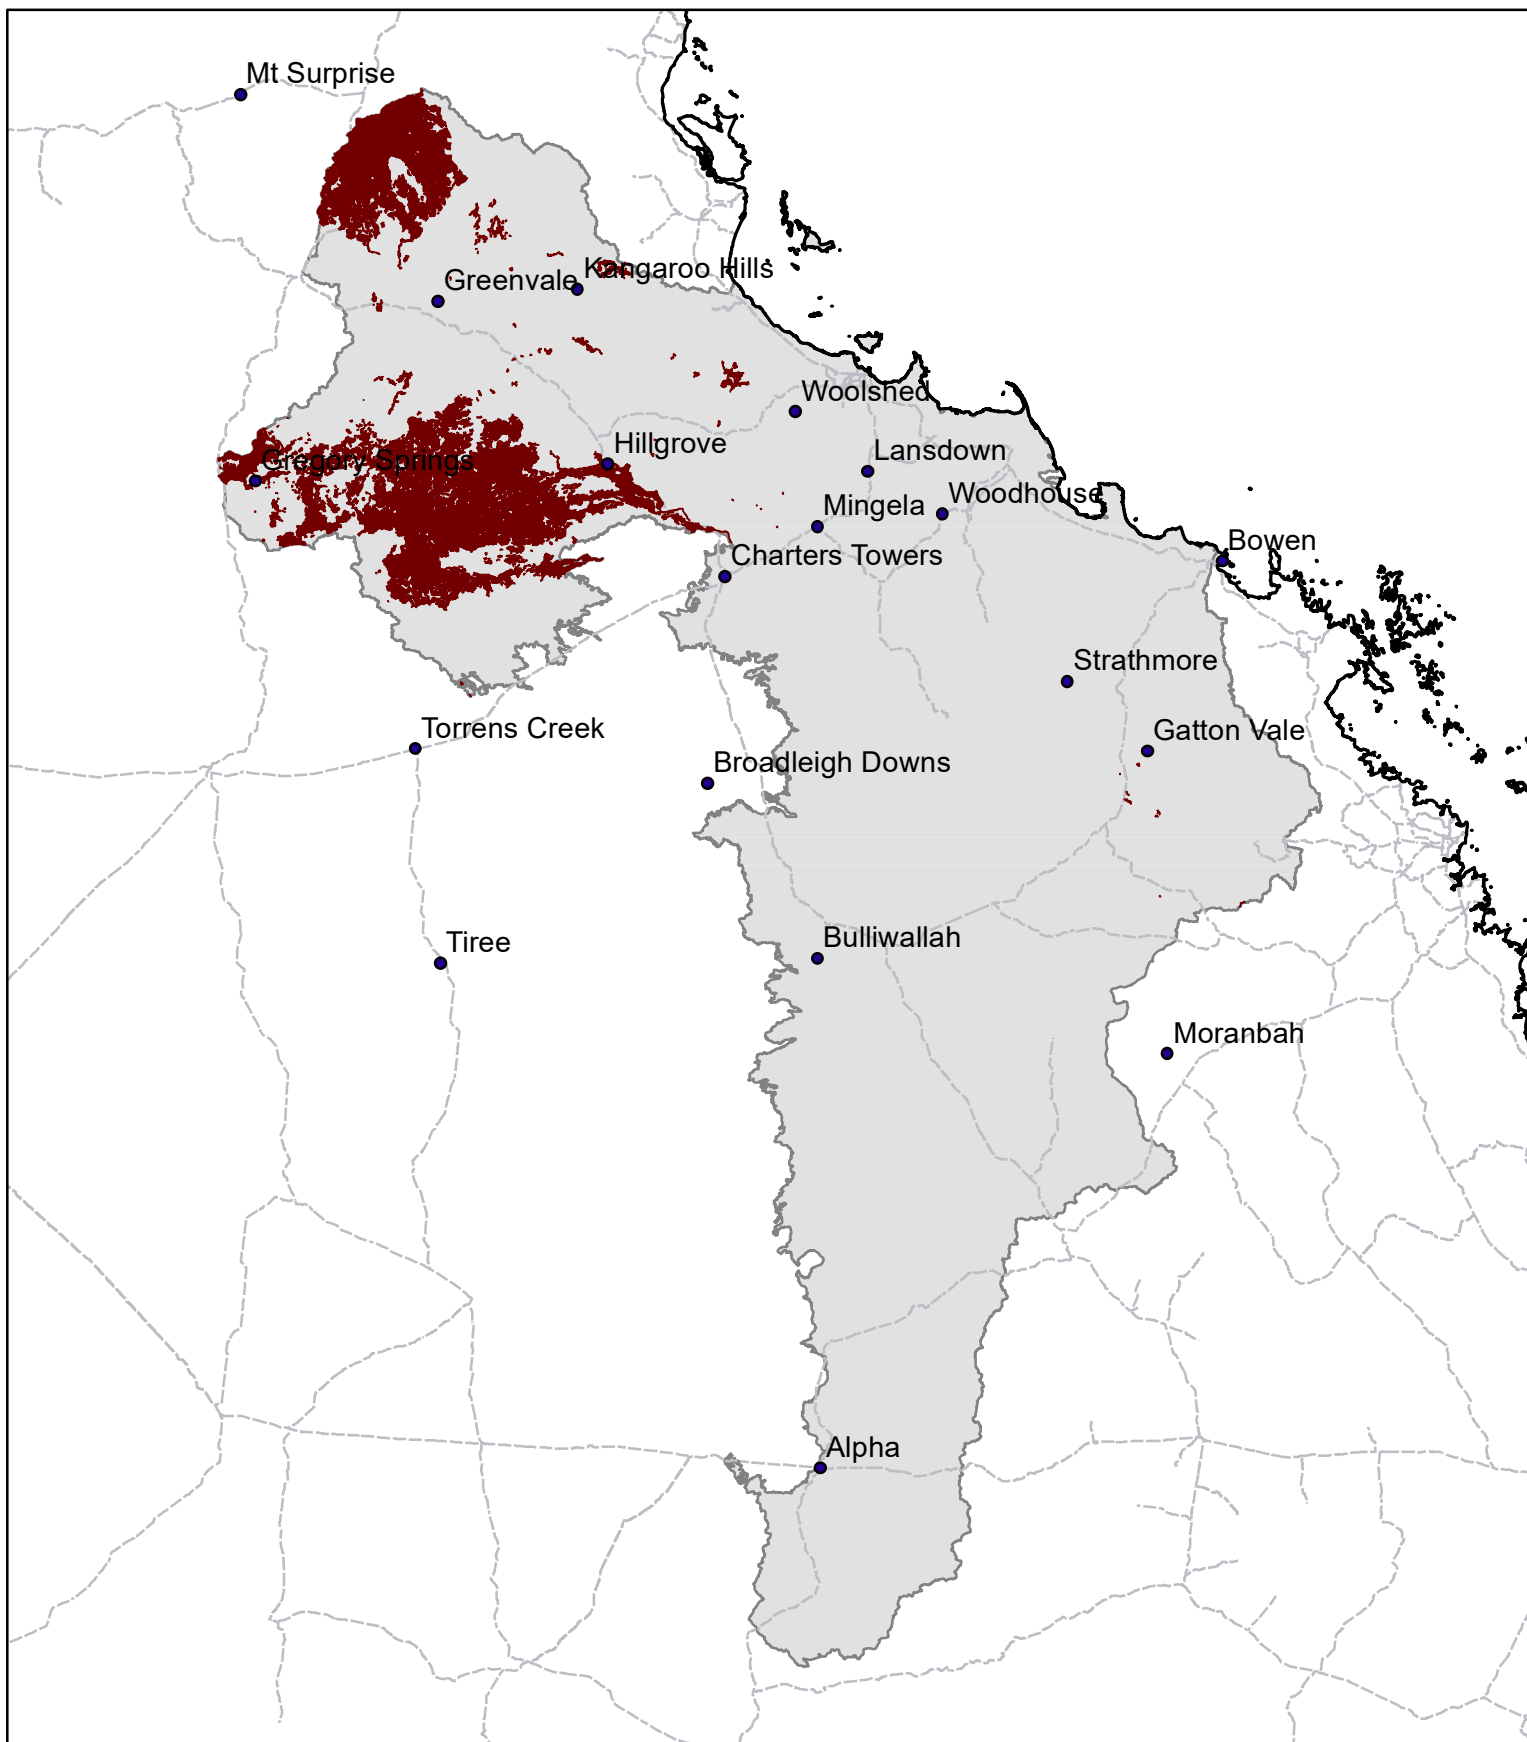 Mt Surprise
Kangaroo Hills
Greenvale
Woolshed
Hillgrove
Lansdown
Gregory Springs
Woodhouse
Mingela
Bowen
Charters Towers
Strathmore
Torrens Creek
Gatton Vale
Broadleigh Downs
Tiree
Bulliwallah
Moranbah
Alpha